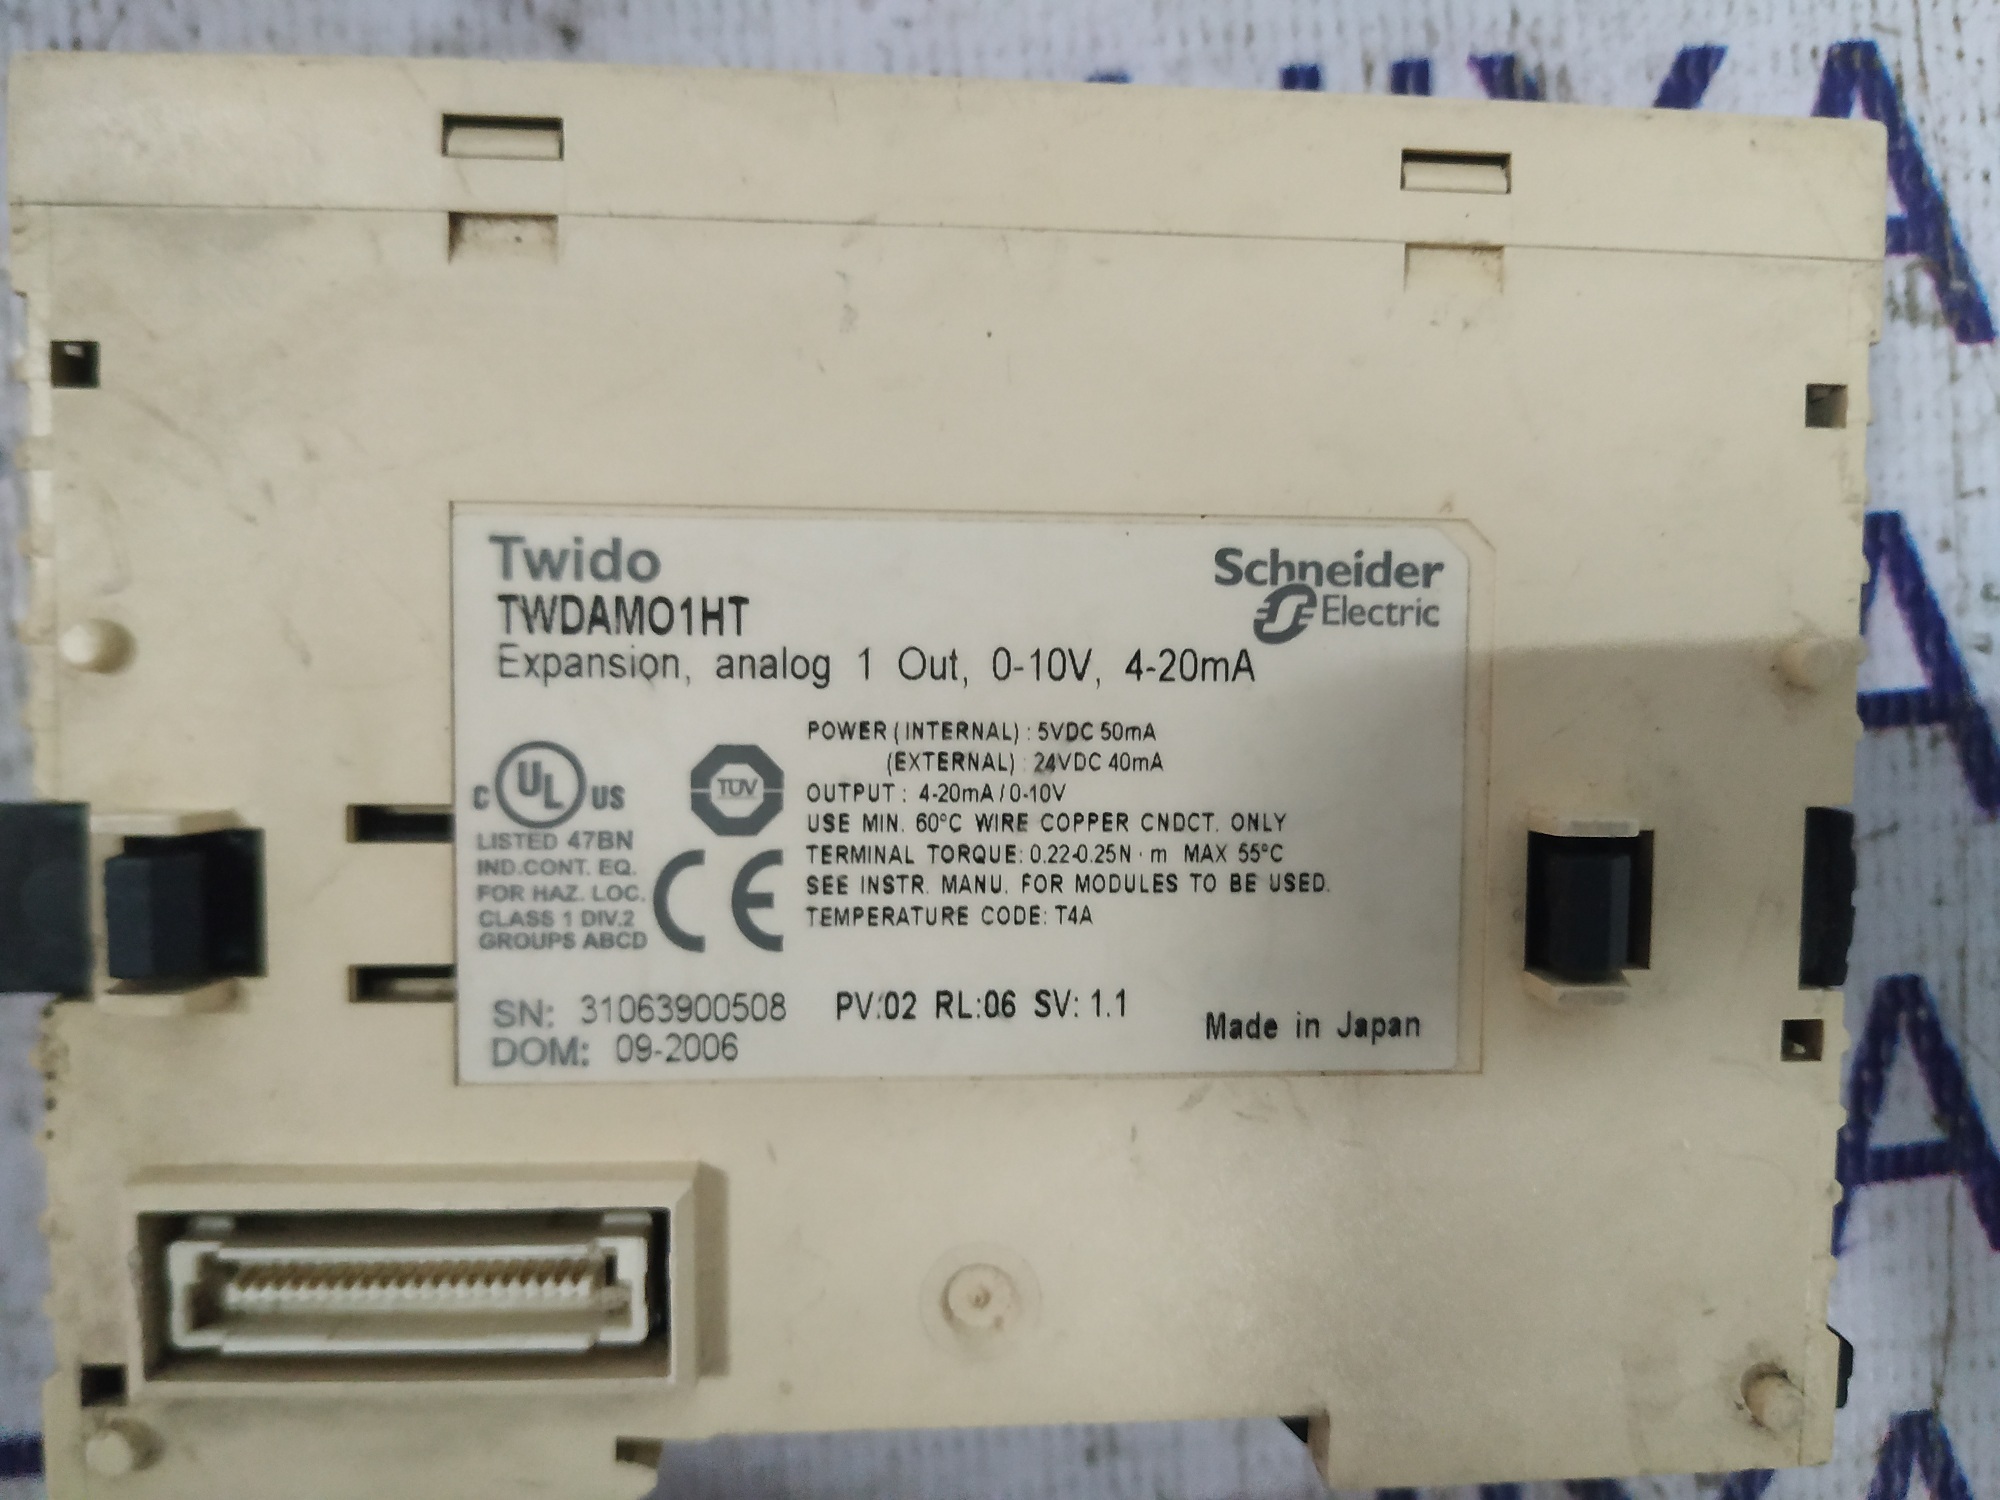 Twido
Schneider
Electric
TWDAMO1HT
Expansion, analog 1 Out, 0-10V, 4-20mA
POWER (INTERNAL) : 5VDC 50mA
(EXTERNAL) : 24VDC 40mA
OUTPUT : 4-20mA / 0-10V
USE MIN. 60°C WIRE COPPER CNDCT. ONLY
TERMINAL TORQUE: 0.22-0.25N · m MAX 55°C
SEE INSTR. MANU. FOR MODULES TO BE USED.
TEMPERATURE CODE: T4A
C UL US
TUV
LISTED 47BN
IND.CONT. EQ.
FOR HAZ. LOC.
CLASS 1 DIV.2
GROUPS ABCD
CE
SN: 31063900508 PV:02 RL:06 SV: 1.1
DOM: 09-2006
Made in Japan